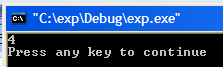 "C:\exp\Debug\exp.exe"
4
Press any key to continue